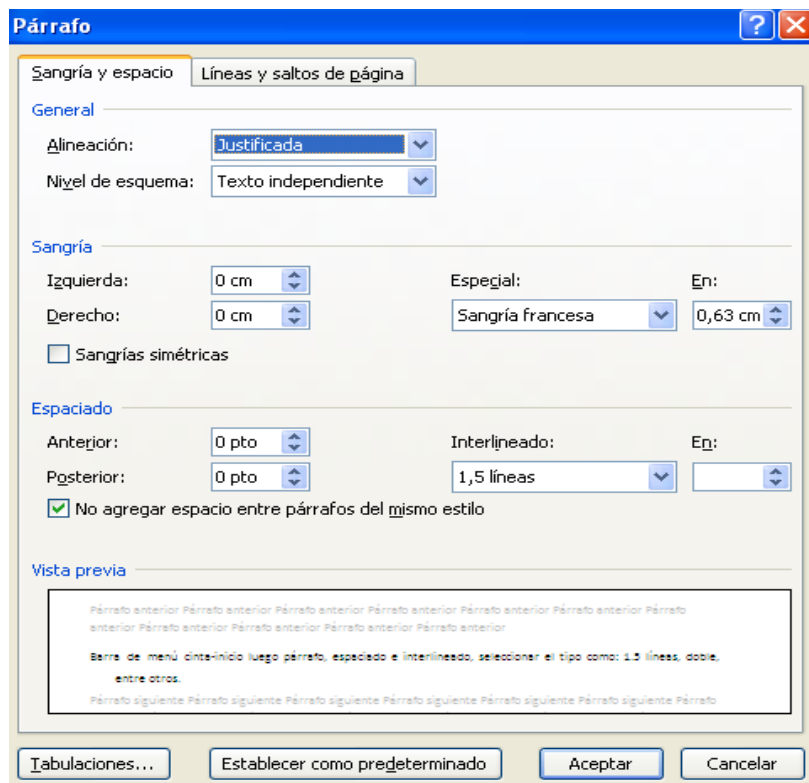 Párrafo
Sangría y espacio Líneas y saltos de página
General
Alineación: Justificada
Nivel de esquema: Texto independiente
Sangría
Izquierda: 0 cm Especial: En:
Derecho: 0 cm Sangría francesa 0,63 cm
Sangrías simétricas
Espaciado
Anterior: 0 pto Interlineado: En:
Posterior: 0 pto 1,5 líneas
No agregar espacio entre párrafos del mismo estilo
Vista previa
Párrafo anterior Párrafo anterior Párrafo anterior Párrafo anterior Párrafo anterior Párrafo anterior Párrafo
anterior Párrafo anterior Párrafo anterior Párrafo anterior Párrafo anterior
Barra de menú cinta-inicio luego párrafo, espaciado e interlineado, seleccionar el tipo como: 1.5 líneas, doble,
entre otros.
Párrafo siguiente Párrafo siguiente Párrafo siguiente Párrafo siguiente Párrafo siguiente Párrafo siguiente Párrafo
Tabulaciones... Establecer como predeterminado Aceptar Cancelar